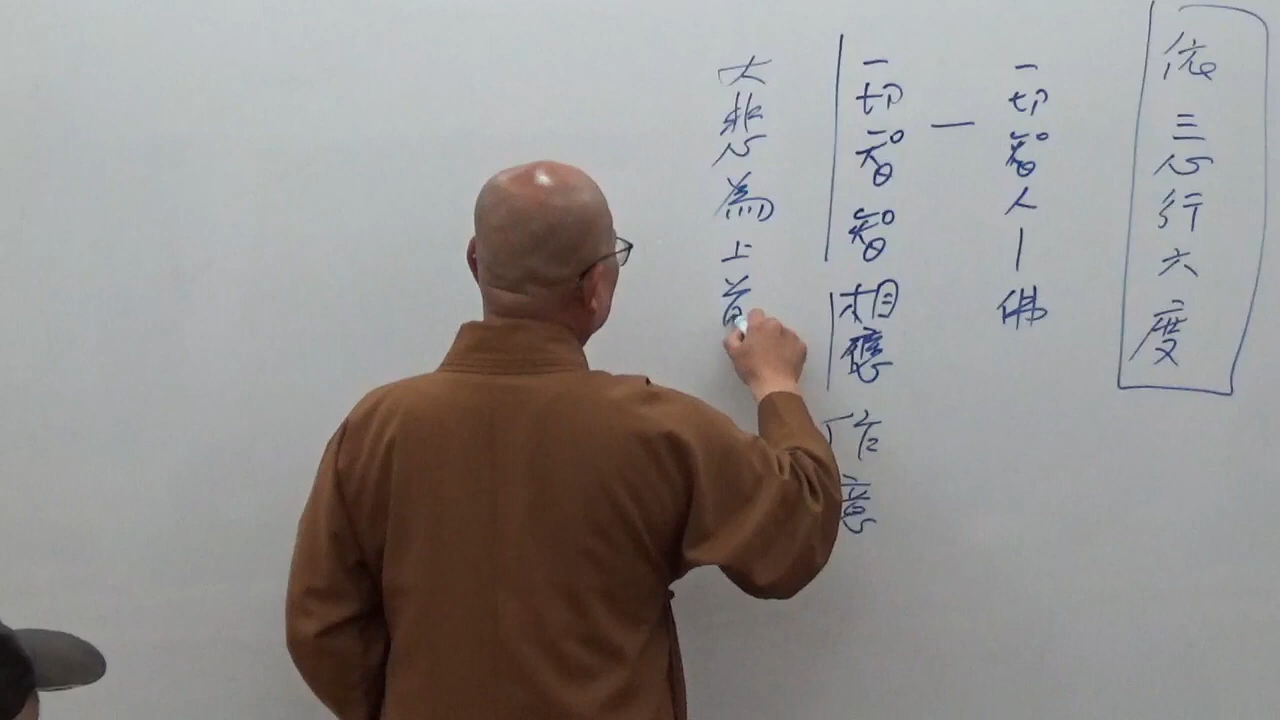 依三心行六度
一切智人—佛
—
一切智智相應作意
大悲為上首